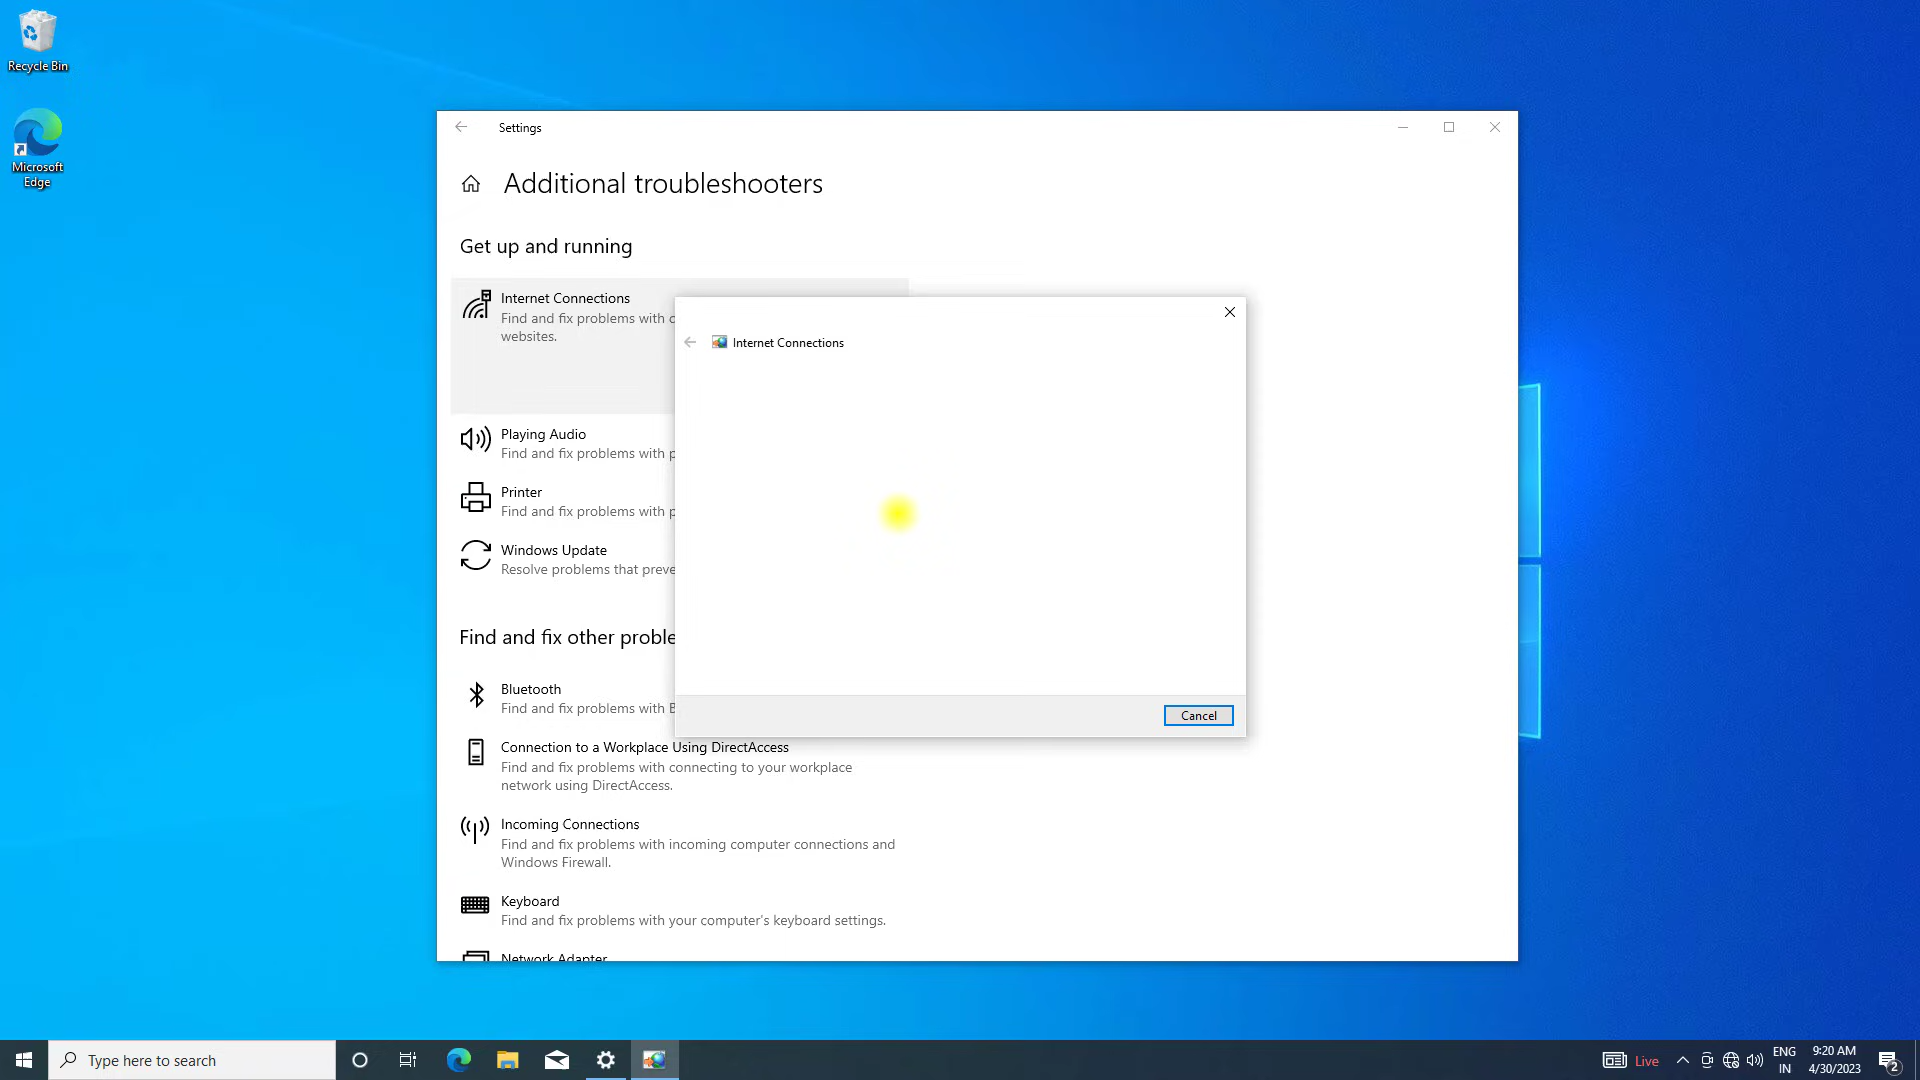 Recycle Bin
Microsoft
Edge
Settings
Additional troubleshooters
Get up and running
Internet Connections
Find and fix problems with
websites.
Playing Audio
Find and fix problems with
Printer
Find and fix problems with
Windows Update
Resolve problems that
Find and fix other
Bluetooth
Find and fix problems with
Connection to a Workplace Using DirectAccess
Find and fix problems with connecting to your workplace
network using DirectAccess.
Incoming Connections
Find and fix problems with incoming computer connections and
Windows Firewall.
Keyboard
Find and fix problems with your computer's keyboard settings.
Network Adapter
Internet Connections
Cancel
Type here to search
Live
ENG
IN
9:20 AM
4/30/2023
2